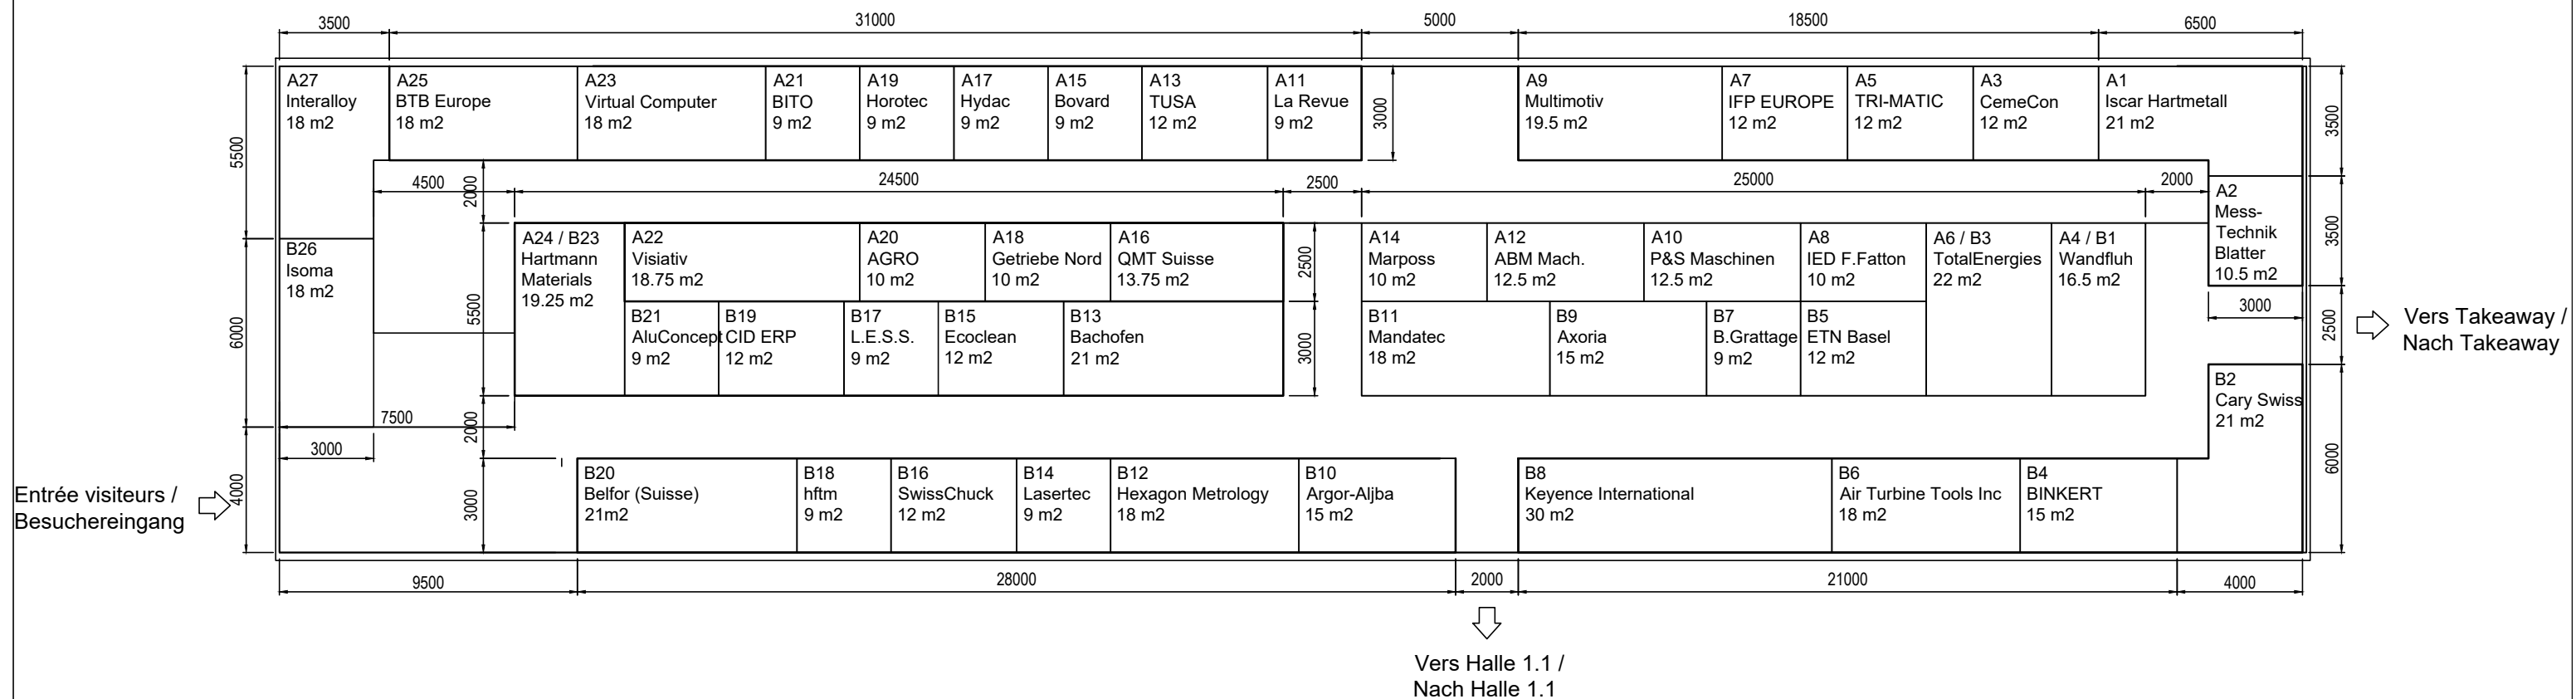 3500
31000
5000
18500
6500
A27
Interalloy
18 m2
A25
BTB Europe
18 m2
A23
Virtual Computer
18 m2
A21
BITO
9 m2
A19
Horotec
9 m2
A17
Hydac
9 m2
A15
Bovard
9 m2
A13
TUSA
12 m2
A11
La Revue
9 m2
3000
A9
Multimotiv
19.5 m2
A7
IFP EUROPE
12 m2
A5
TRI-MATIC
12 m2
A3
CemeCon
12 m2
A1
Iscar Hartmetall
21 m2
3500
5500
4500
2000
24500
2500
25000
2000
A2
Mess-
Technik
Blatter
10.5 m2
3500
B26
Isoma
18 m2
A24 / B23
Hartmann
Materials
19.25 m2
A22
Visiativ
18.75 m2
A20
AGRO
10 m2
A18
Getriebe Nord
10 m2
A16
QMT Suisse
13.75 m2
2500
A14
Marposs
10 m2
A12
ABM Mach.
12.5 m2
A10
P&S Maschinen
12.5 m2
A8
IED F.Fatton
10 m2
A6 / B3
TotalEnergies
22 m2
A4 / B1
Wandfluh
16.5 m2
6000
5500
B21
AluConcept
9 m2
B19
CID ERP
12 m2
B17
L.E.S.S.
9 m2
B15
Ecoclean
12 m2
B13
Bachofen
21 m2
3000
B11
Mandatec
18 m2
B9
Axoria
15 m2
B7
B.Grattage
9 m2
B5
ETN Basel
12 m2
3000
2500
Vers Takeaway /
Nach Takeaway
B2
Cary Swiss
21 m2
7500
2000
3000
6000
Entrée visiteurs /
Besuchereingang
4000
3000
B20
Belfor (Suisse)
21m2
B18
hftm
9 m2
B16
SwissChuck
12 m2
B14
Lasertec
9 m2
B12
Hexagon Metrology
18 m2
B10
Argor-Aljba
15 m2
B8
Keyence International
30 m2
B6
Air Turbine Tools Inc
18 m2
B4
BINKERT
15 m2
9500
28000
2000
21000
4000
Vers Halle 1.1 /
Nach Halle 1.1